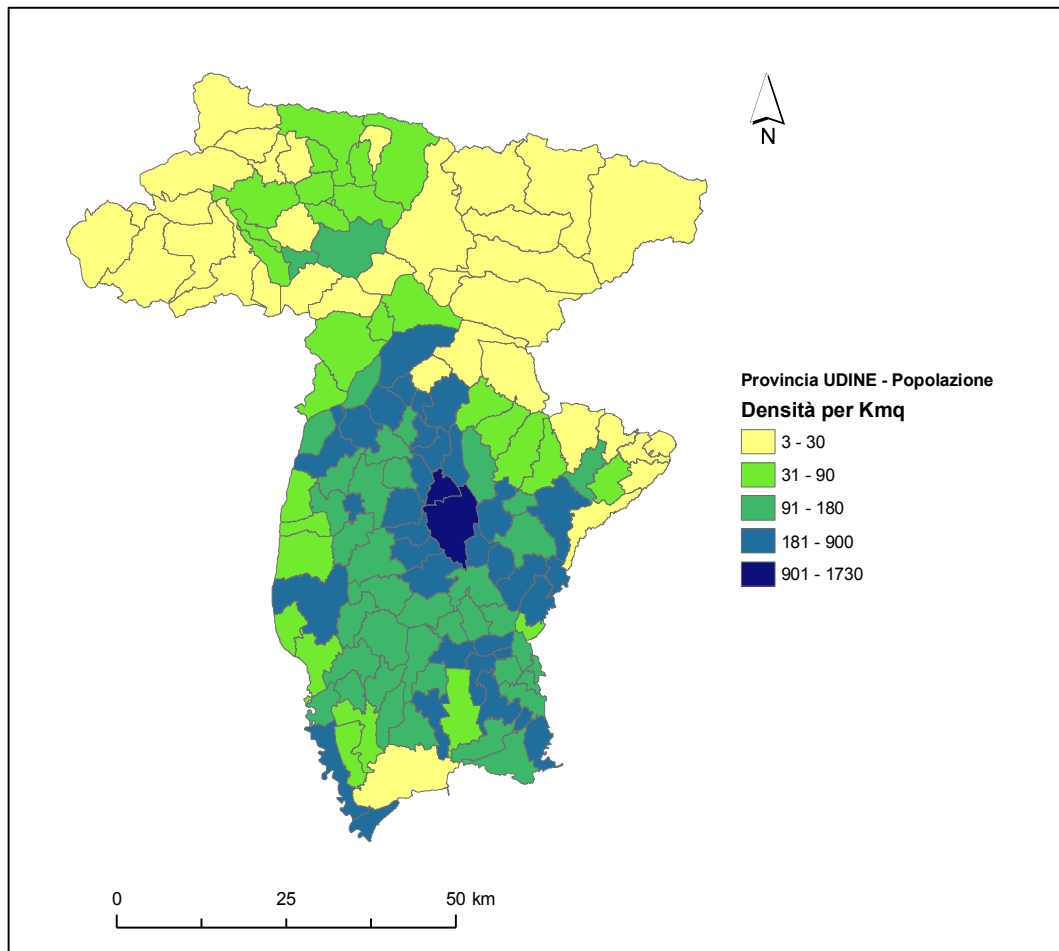 N
Provincia UDINE - Popolazione
Densità per Kmq
3 - 30
31 - 90
91 - 180
181 - 900
901 - 1730
0 25 50 km